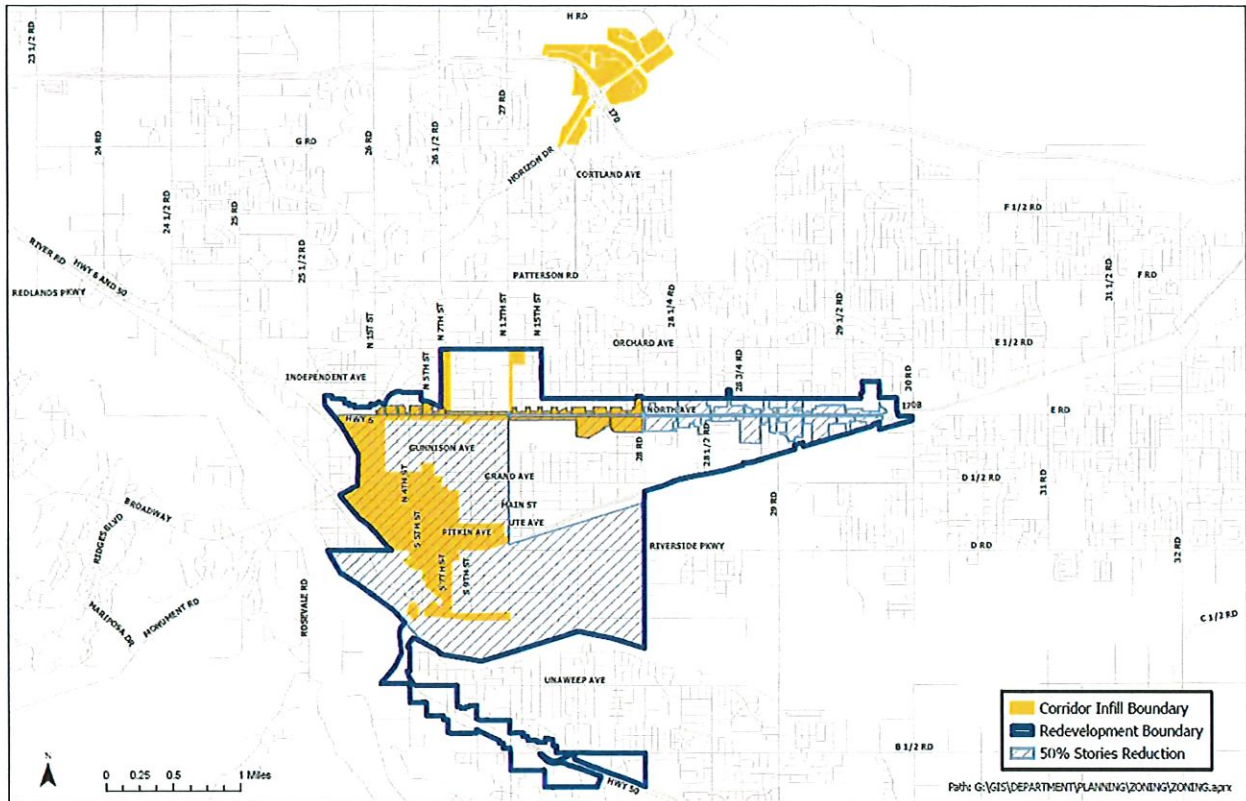 H RD
23 1/2 RD
27 RD
I70
24 RD
G RD
26 RD
26 1/2 RD
HORIZON DR
CORTLAND AVE
24 1/2 RD
25 RD
F 1/2 RD
RIVER RD
HWY 6 AND 50
25 1/2 RD
PATTERSON RD
31 1/2 RD
F RD
REDLANDS PKWY
N 1ST ST
N 7TH ST
N 12TH ST
N 15TH ST
28 1/4 RD
29 1/2 RD
N 5TH ST
ORCHARD AVE
E 1/2 RD
INDEPENDENT AVE
28 3/4 RD
30 RD
I70B
HWY 6
NORTH AVE
E RD
28 RD
28 1/2 RD
GUNNISON AVE
GRAND AVE
N 4TH ST
D 1/2 RD
31 RD
29 RD
BROADWAY
MAIN ST
UTE AVE
RIDGES BLVD
S 5TH ST
PITKIN AVE
RIVERSIDE PKWY
D RD
32 RD
S 7TH ST
S 9TH ST
MARIPOSA DR
MONUMENT RD
ROSEVALE RD
C 1/2 RD
UNAWEEP AVE
B 1/2 RD
HWY 50
Corridor Infill Boundary
Redevelopment Boundary
50% Stories Reduction
N
0 0.25 0.5 1 Miles
Path: G:\GIS\DEPARTMENT\PLANNING\ZONING\ZONING.aprx